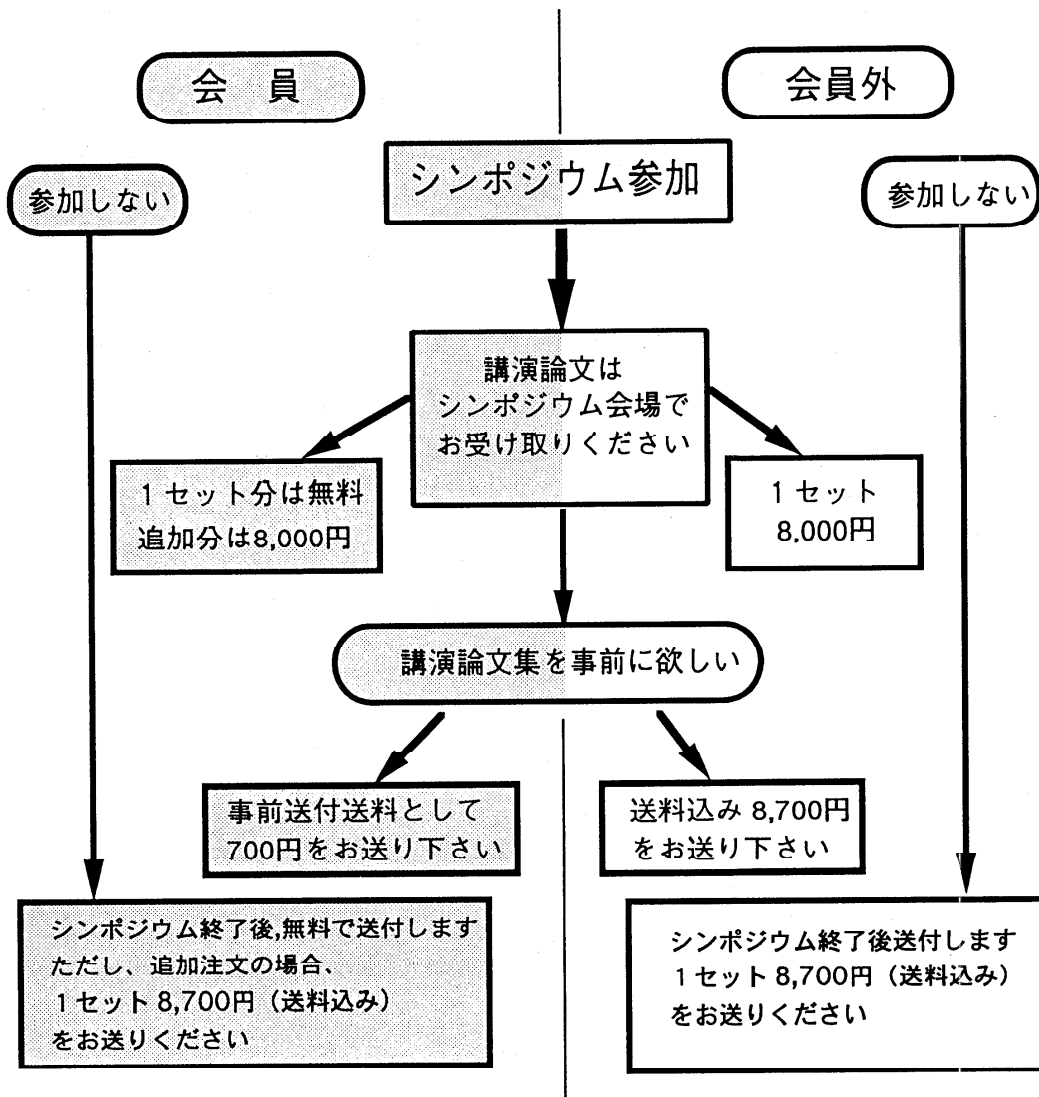 会員
会員外
シンポジウム参加
参加しない
参加しない
講演論文は
シンポジウム会場で
お受け取りください
1セット分は無料
追加分は8,000円
1セット
8,000円
講演論文集を事前に欲しい
事前送付送料として
700円をお送り下さい
送料込み 8,700円
をお送り下さい
シンポジウム終了後,無料で送付します
ただし、追加注文の場合、
1セット 8,700円（送料込み）
をお送りください
シンポジウム終了後送付します
1セット 8,700円（送料込み）
をお送りください